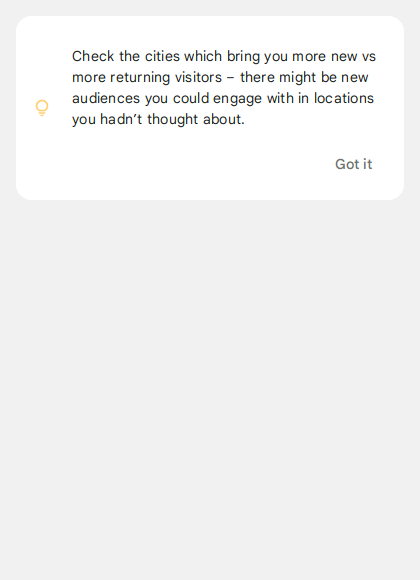 Check the cities which bring you more new vs
more returning visitors – there might be new
audiences you could engage with in locations
you hadn’t thought about.
Got it